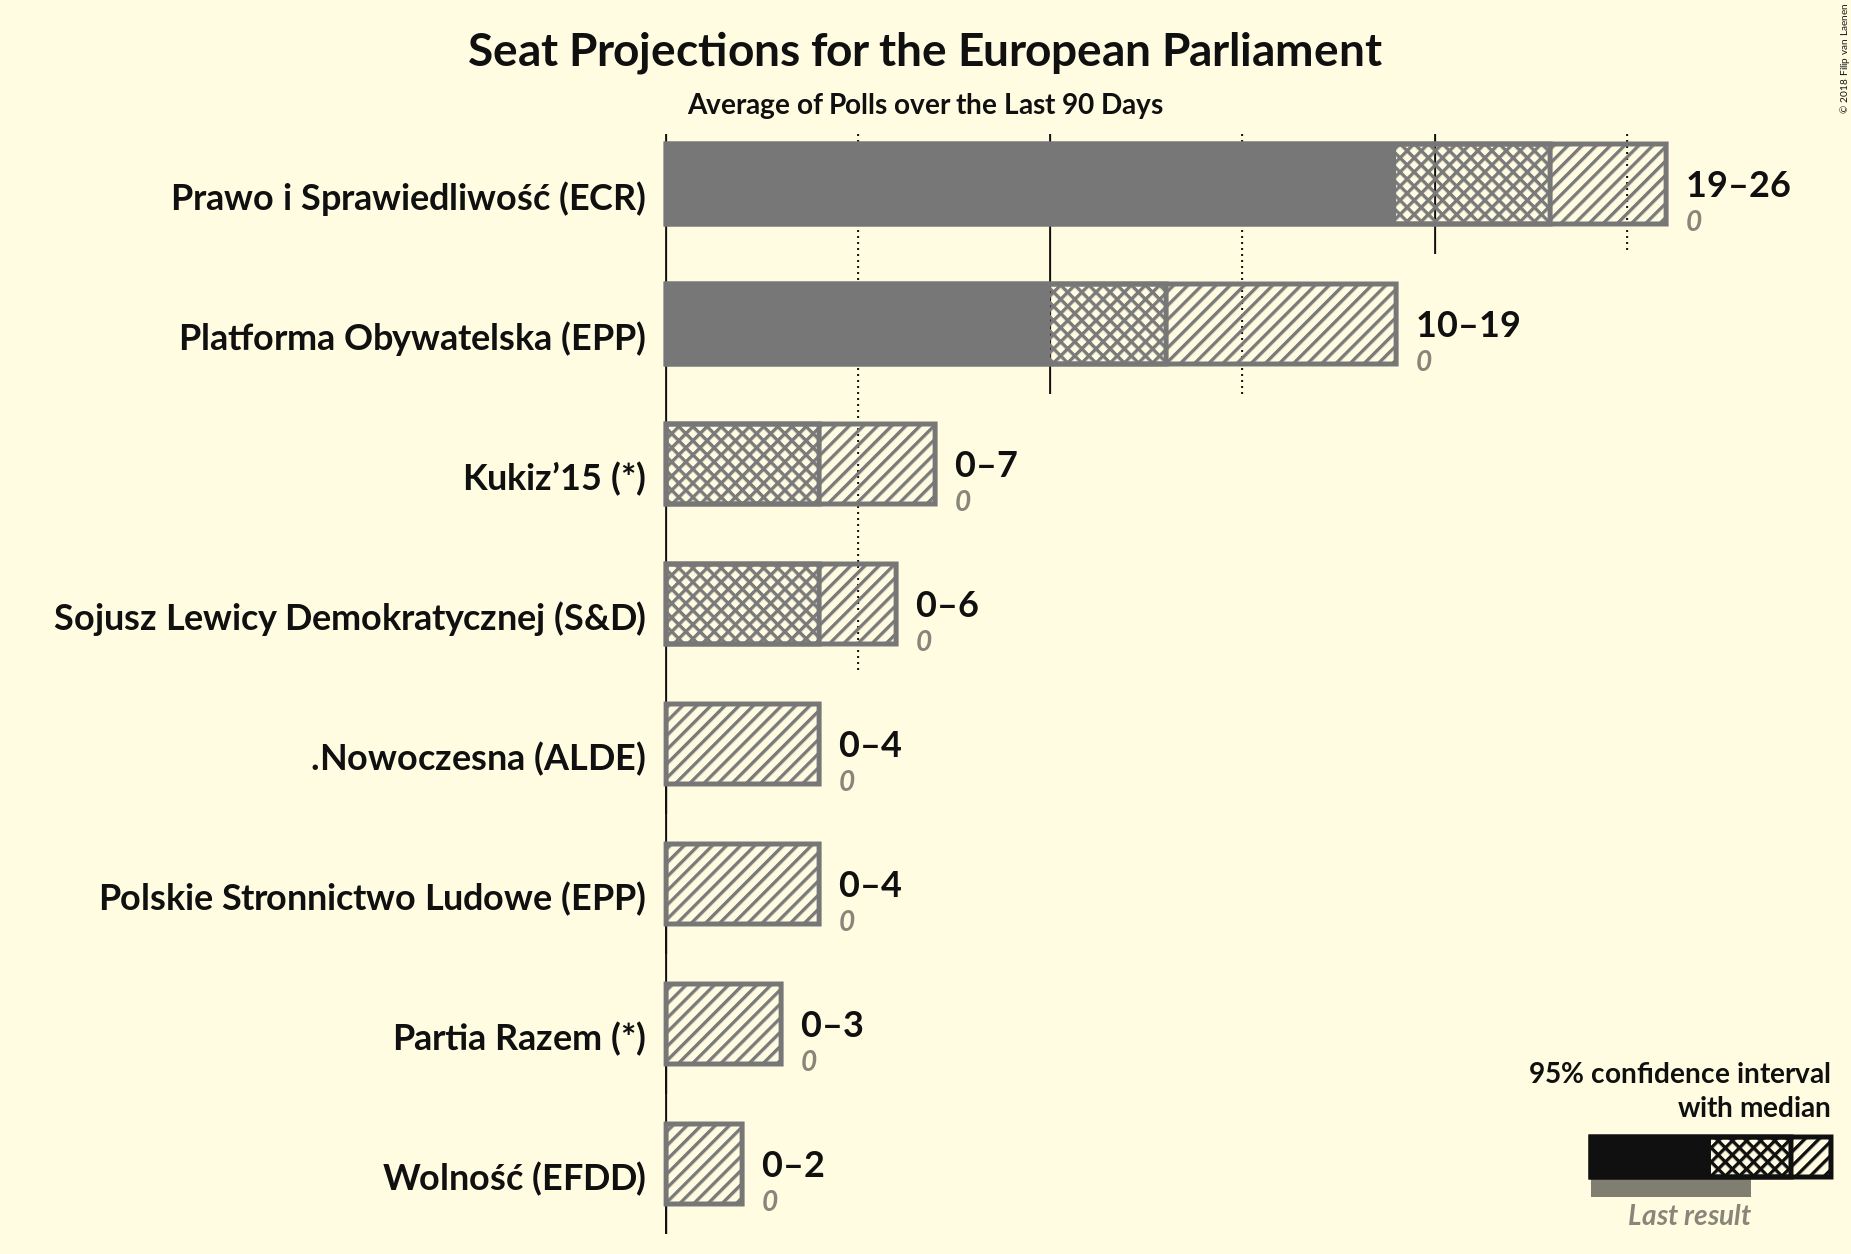 Seat Projections for the European Parliament
Average of Polls over the Last 90 Days
© 2018 Filip van Laenen
Prawo i Sprawiedliwość (ECR)
19–26
0
Platforma Obywatelska (EPP)
10–19
0
Kukiz’15 (*)
0–7
0
Sojusz Lewicy Demokratycznej (S&D)
0–6
0
.Nowoczesna (ALDE)
0–4
0
Polskie Stronnictwo Ludowe (EPP)
0–4
0
Partia Razem (*)
0–3
0
Wolność (EFDD)
0–2
0
95% confidence interval
with median
Last result